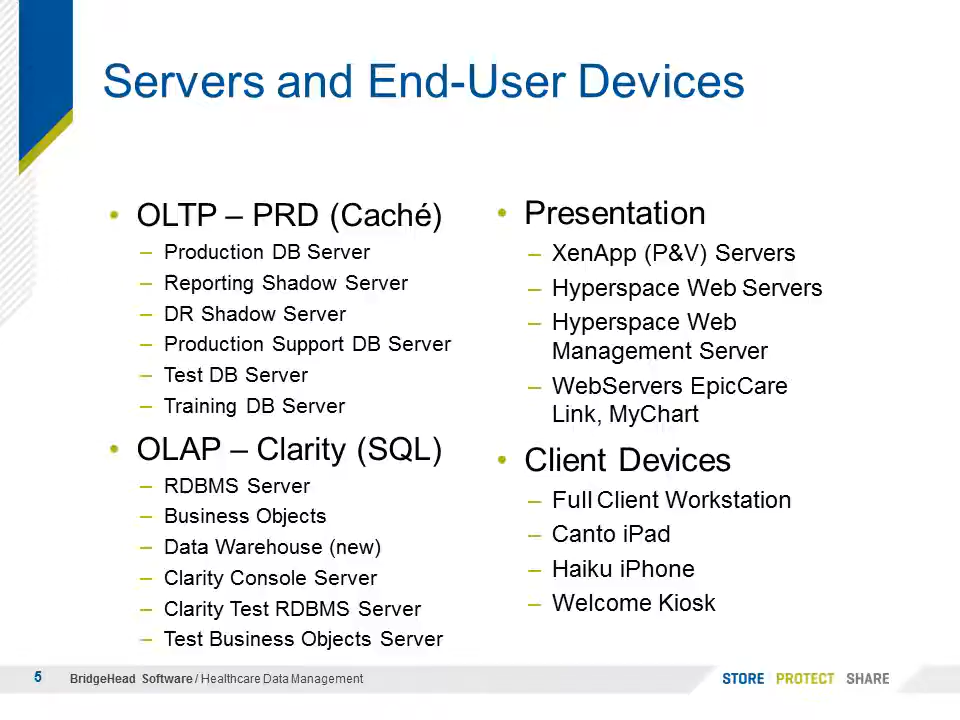 Servers and End-User Devices
• OLTP – PRD (Caché)
– Production DB Server
– Reporting Shadow Server
– DR Shadow Server
– Production Support DB Server
– Test DB Server
– Training DB Server
• OLAP – Clarity (SQL)
– RDBMS Server
– Business Objects
– Data Warehouse (new)
– Clarity Console Server
– Clarity Test RDBMS Server
– Test Business Objects Server
• Presentation
– XenApp (P&V) Servers
– Hyperspace Web Servers
– Hyperspace Web
Management Server
– WebServers EpicCare
Link, MyChart
• Client Devices
– Full Client Workstation
– Canto iPad
– Haiku iPhone
– Welcome Kiosk
5 BridgeHead Software / Healthcare Data Management
STORE PROTECT SHARE